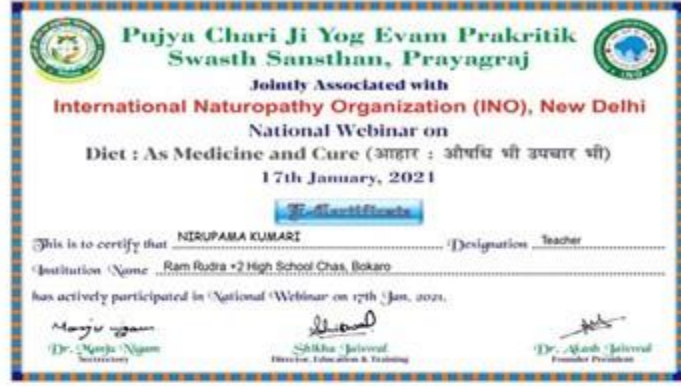 Pujya Chari Ji Yog Evam Prakritik
Swasth Sansthan, Prayagraj
Jointly Associated with
International Naturopathy Organization (INO), New Delhi
National Webinar on
Diet : As Medicine and Cure (आहार : औषधि भी उपचार भी)
17th January, 2021
E-Certificate
This is to certify that NIRUPAMA KUMARI Designation Teacher
Institution Name Ram Rudra +2 High School Chas, Bokaro
has actively participated in National Webinar on 17th Jan, 2021.
Dr. Manju Nigam Shikha Jaiswal Dr. Akash Jaiswal
Secrectory Director, Education & Training Founder President